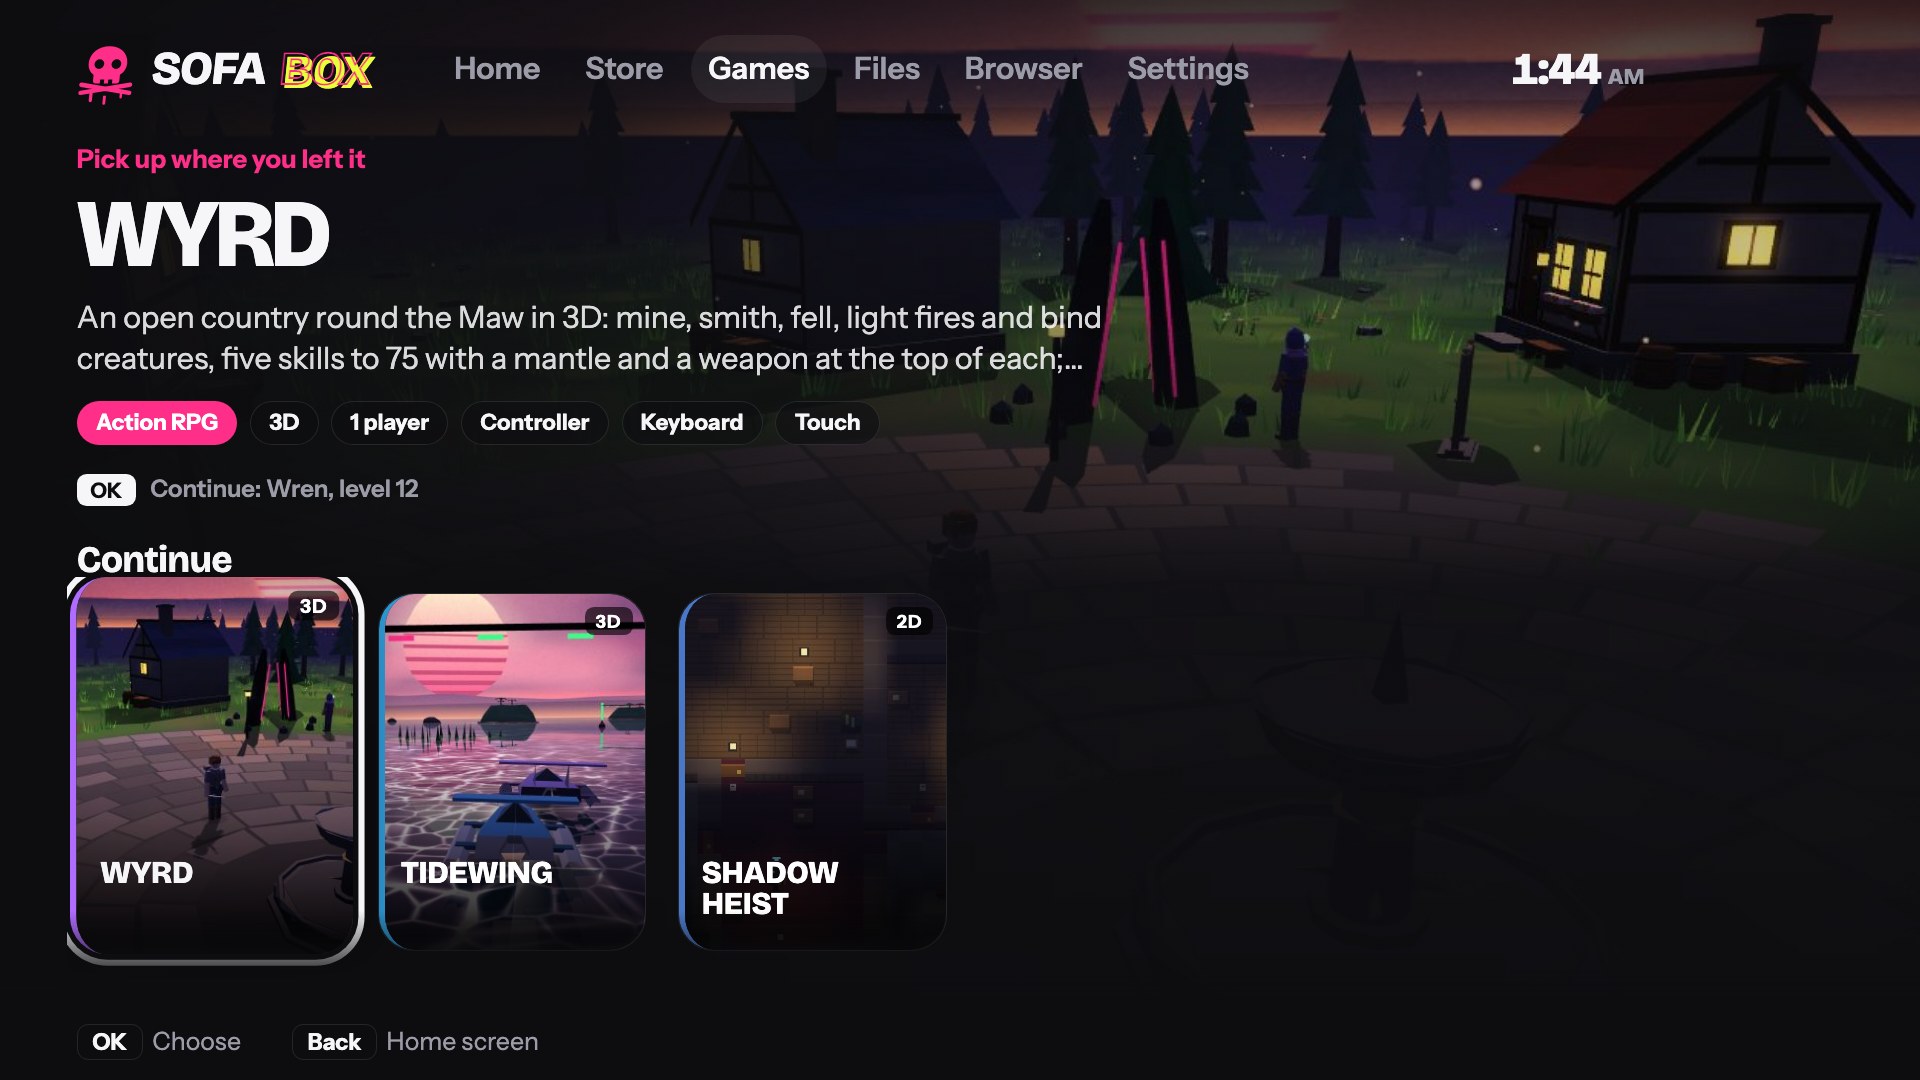 SOFA BOX
Home
Store
Games
Files
Browser
Settings
1:44 AM
Pick up where you left it
WYRD
An open country round the Maw in 3D: mine, smith, fell, light fires and bind
creatures, five skills to 75 with a mantle and a weapon at the top of each;...
Action RPG
3D
1 player
Controller
Keyboard
Touch
OK Continue: Wren, level 12
Continue
3D
WYRD
3D
TIDEWING
2D
SHADOW
HEIST
OK Choose
Back Home screen